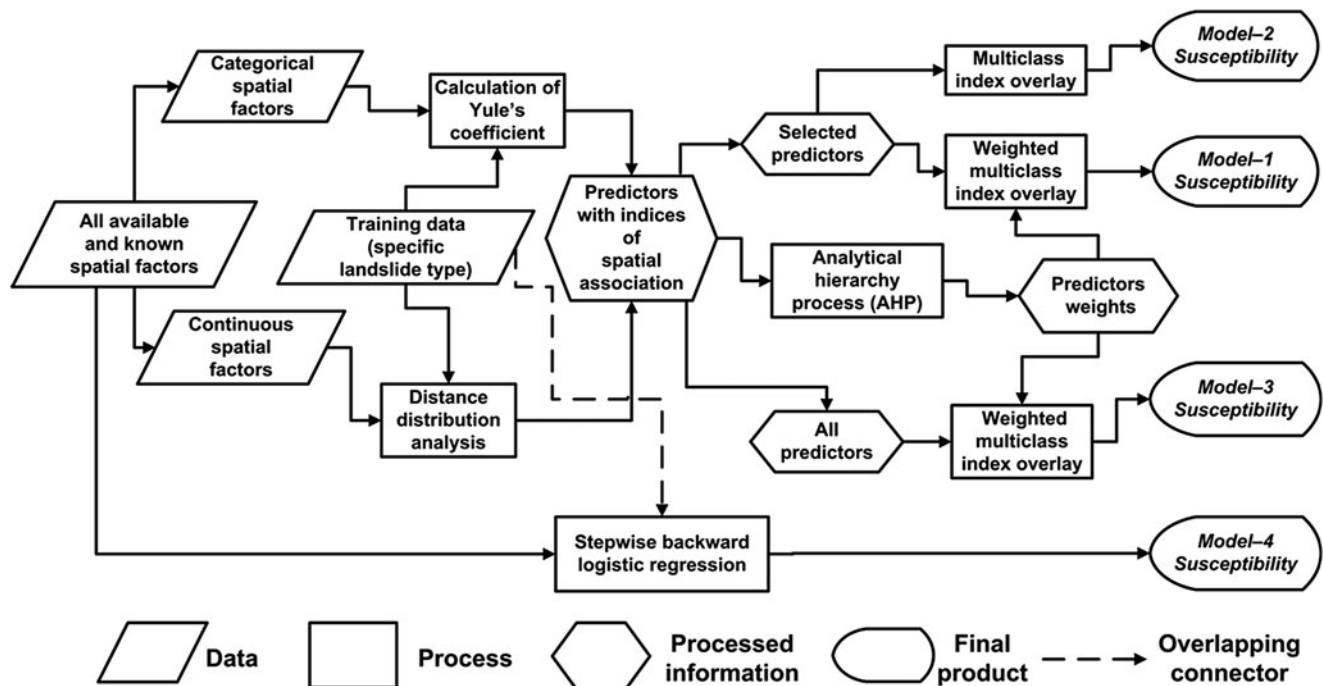 Categorical
spatial
factors
Calculation of
Yule's
coefficient
Multiclass
index overlay
Model–2
Susceptibility
Selected
predictors
Weighted
multiclass
index overlay
Model–1
Susceptibility
All available
and known
spatial factors
Training data
(specific
landslide type)
Predictors
with indices
of
spatial
association
Analytical
hierarchy
process (AHP)
Predictors
weights
Continuous
spatial
factors
Distance
distribution
analysis
All
predictors
Weighted
multiclass
index overlay
Model–3
Susceptibility
Stepwise backward
logistic regression
Model–4
Susceptibility
Data
Process
Processed
information
Final
product
Overlapping
connector